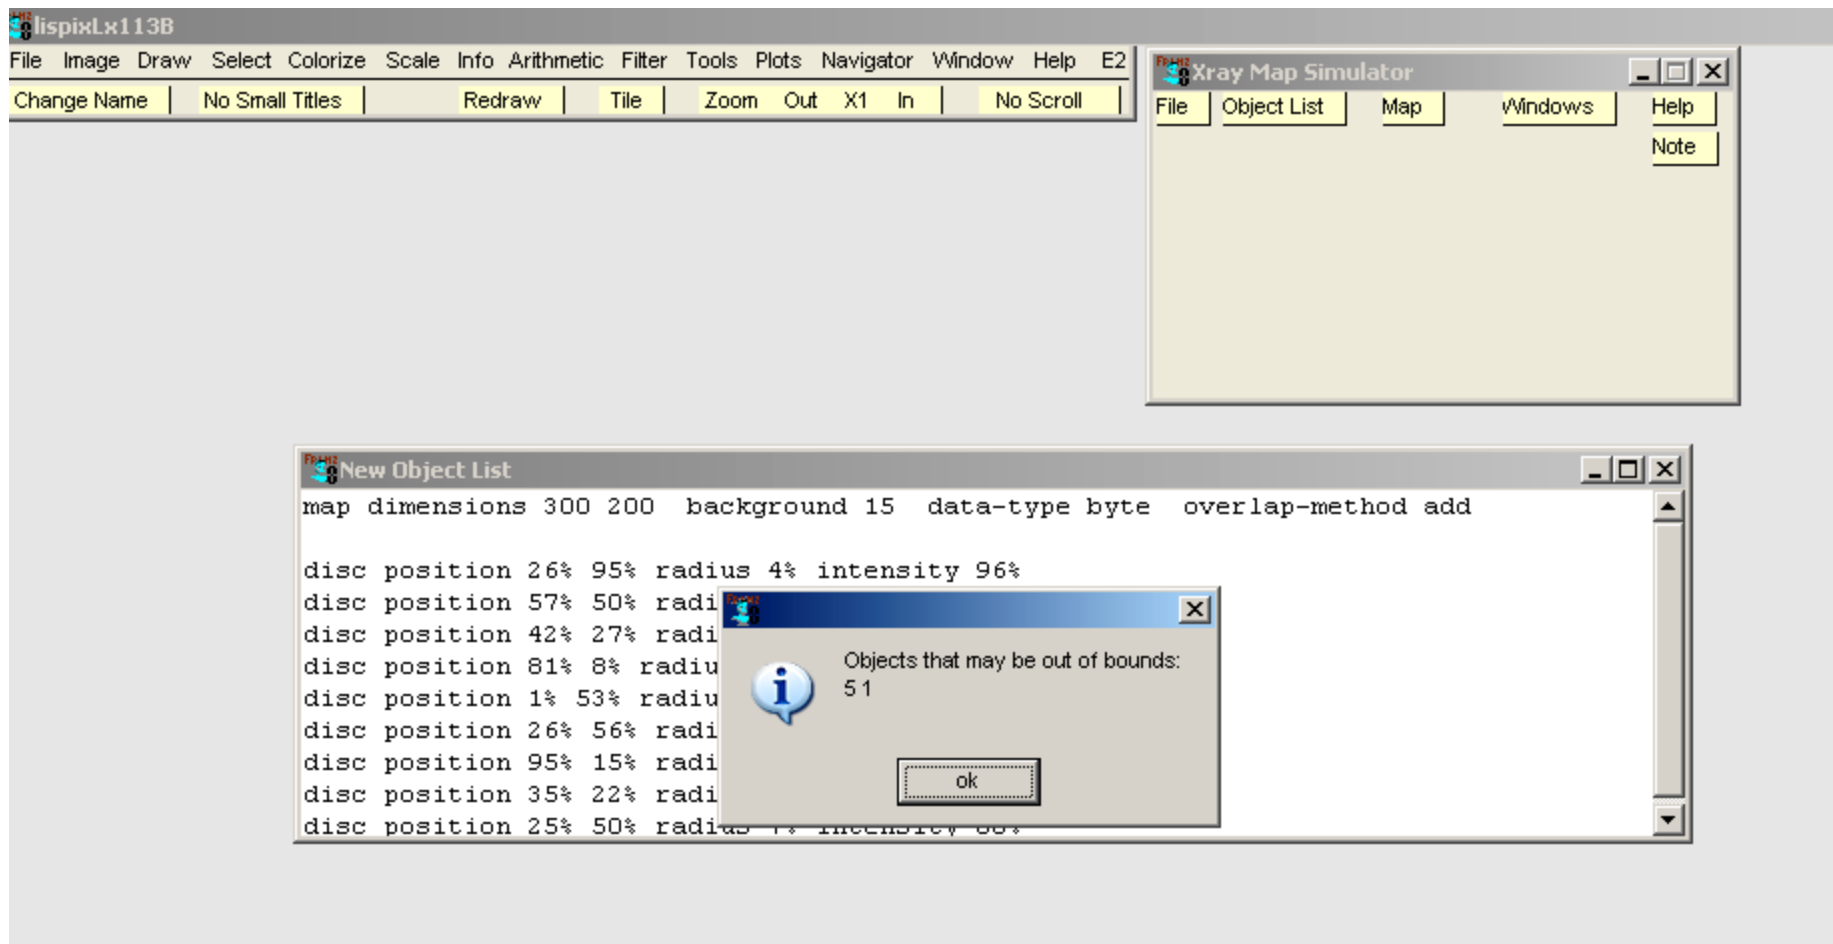 lispixLx113B
File Image Draw Select Colorize Scale Info Arithmetic Filter Tools Plots Navigator Window Help E2
Change Name No Small Titles Redraw Tile Zoom Out X1 In No Scroll
Xray Map Simulator
File Object List Map Windows Help
Note
New Object List
map dimensions 300 200 background 15 data-type byte overlap-method add
disc position 26% 95% radius 4% intensity 96%
disc position 57% 50% radi
disc position 42% 27% radi
disc position 81% 8% radiu
disc position 1% 53% radiu
disc position 26% 56% radi
disc position 95% 15% radi
disc position 35% 22% radi
disc position 25% 50% radius intensity
Objects that may be out of bounds:
5 1
ok